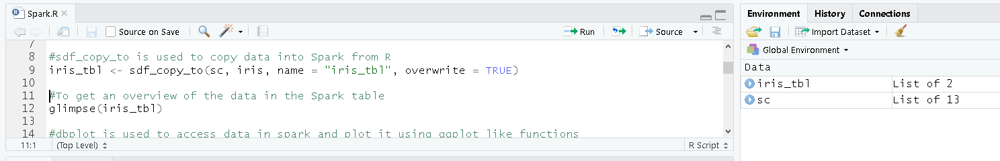 Spark.R
Environment History Connections
Source on Save Run Source
Import Dataset
Global Environment
7
8 #sdf_copy_to is used to copy data into Spark from R
9 iris_tbl <- sdf_copy_to(sc, iris, name = "iris_tbl", overwrite = TRUE)
10
11 #To get an overview of the data in the Spark table
12 glimpse(iris_tbl)
13
14 #dbplot is used to access data in spark and plot it using ggplot like functions
11:1 (Top Level) R Script
Data
iris_tbl List of 2
sc List of 13